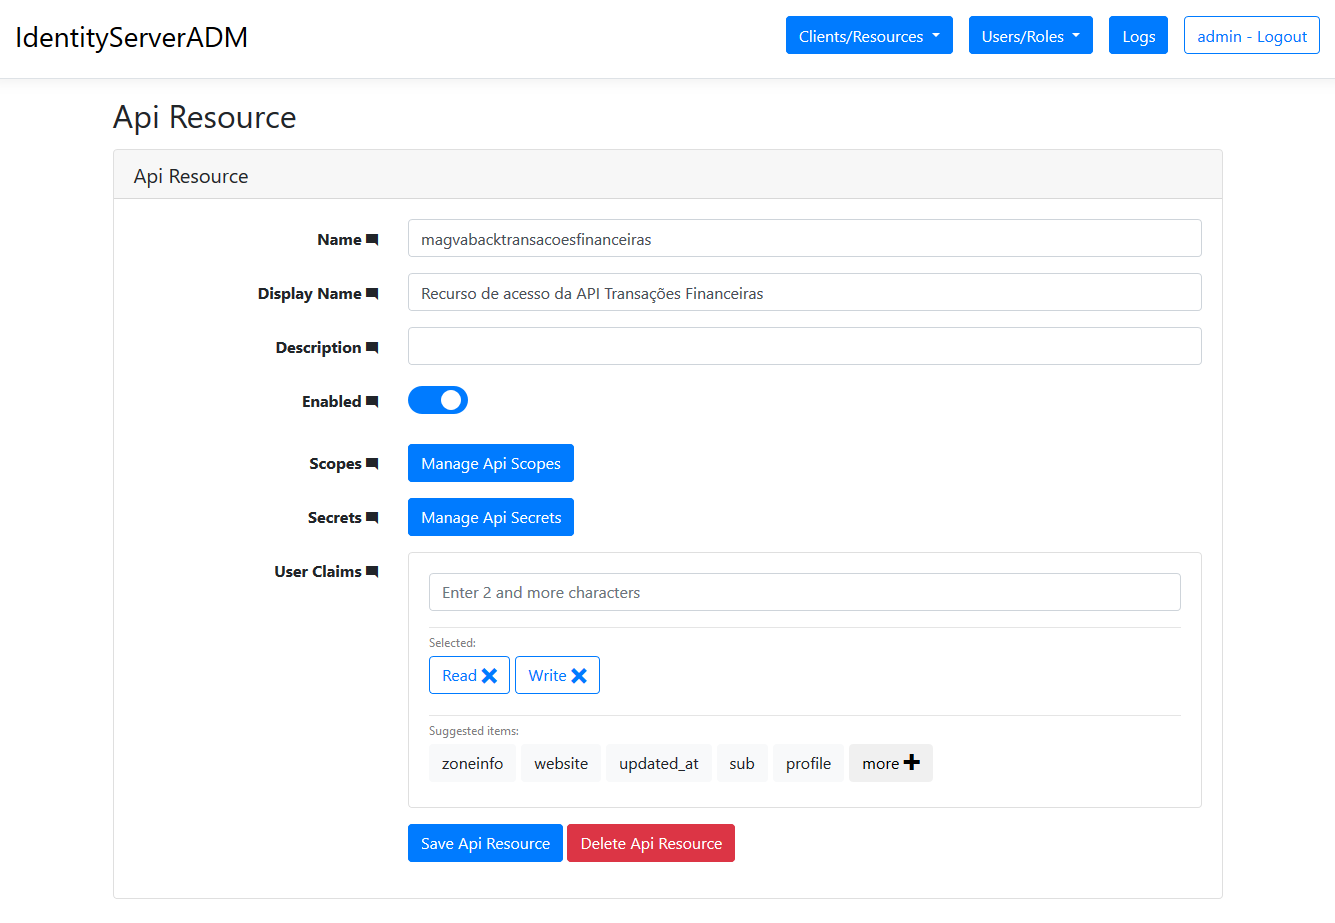 IdentityServerADM
Clients/Resources
Users/Roles
Logs
admin - Logout
Api Resource
Api Resource
Name
magvabacktransacoesfinanceiras
Display Name
Recurso de acesso da API Transações Financeiras
Description
Enabled
Scopes
Manage Api Scopes
Secrets
Manage Api Secrets
User Claims
Enter 2 and more characters
Selected:
Read
Write
Suggested items:
zoneinfo
website
updated_at
sub
profile
more
Save Api Resource
Delete Api Resource